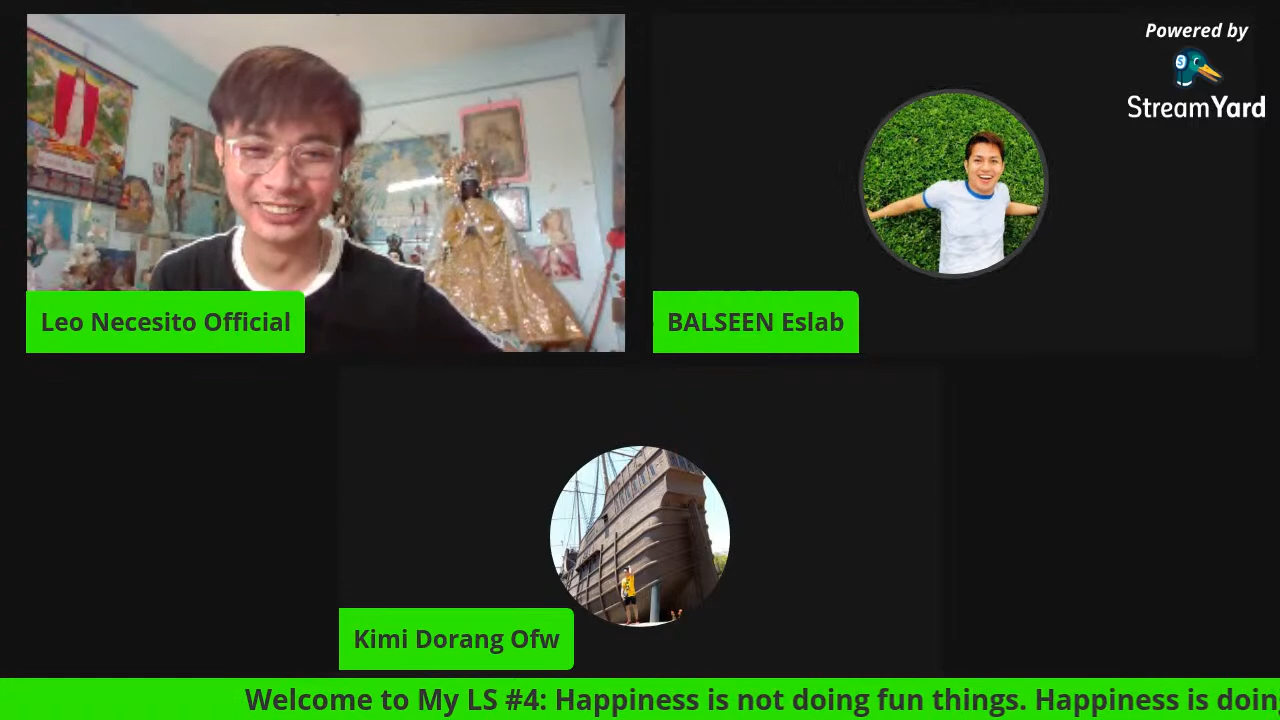 Powered by
StreamYard
Leo Necesito Official
BALSEEN Eslab
Kimi Dorang Ofw
Welcome to My LS #4: Happiness is not doing fun things. Happiness is doin